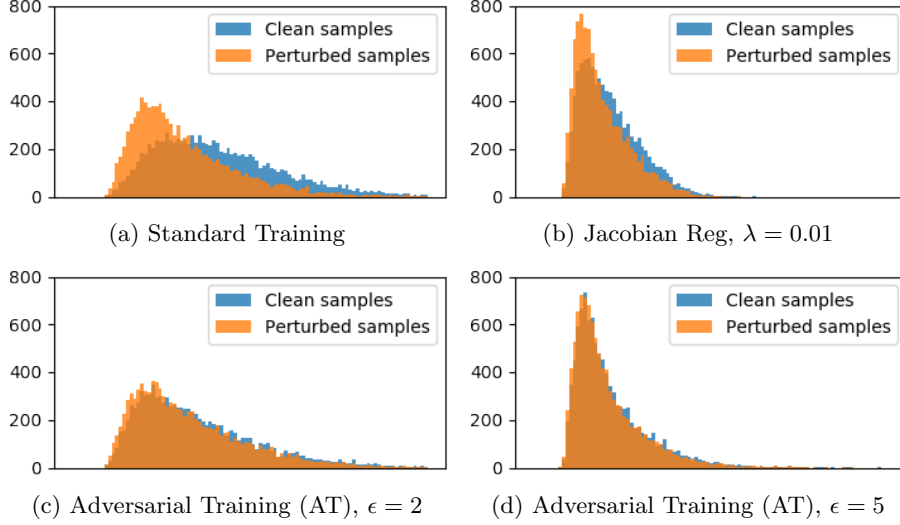 800
600
400
200
0
Clean samples
Perturbed samples
(a) Standard Training
800
600
400
200
0
Clean samples
Perturbed samples
(b) Jacobian Reg, λ = 0.01
800
600
400
200
0
Clean samples
Perturbed samples
(c) Adversarial Training (AT), ϵ = 2
800
600
400
200
0
Clean samples
Perturbed samples
(d) Adversarial Training (AT), ϵ = 5